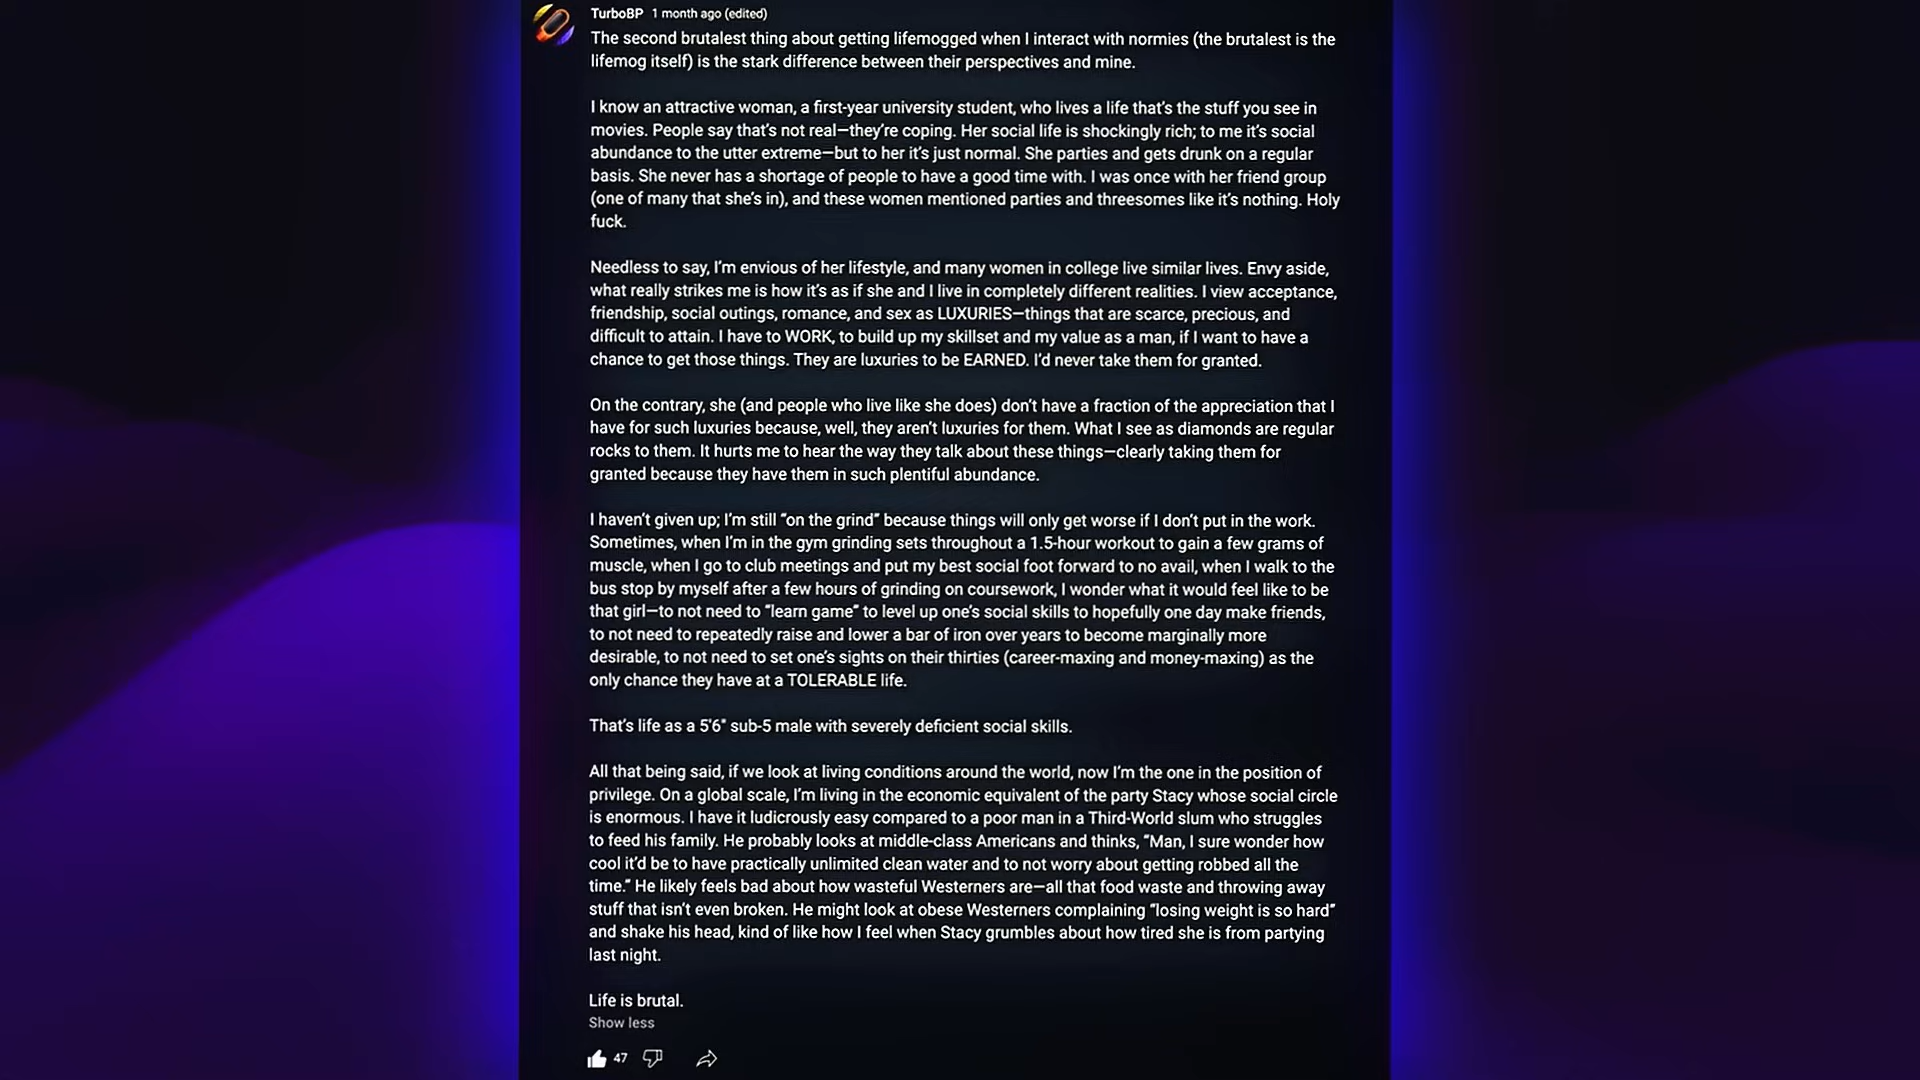 TurboBP 1 month ago (edited)
The second brutalest thing about getting lifemogged when I interact with normies (the brutalest is the
lifemog itself) is the stark difference between their perspectives and mine.
I know an attractive woman, a first-year university student, who lives a life that's the stuff you see in
movies. People say that's not real—they're coping. Her social life is shockingly rich; to me it's social
abundance to the utter extreme—but to her it's just normal. She parties and gets drunk on a regular
basis. She never has a shortage of people to have a good time with. I was once with her friend group
(one of many that she's in), and these women mentioned parties and threesomes like it's nothing. Holy
fuck.
Needless to say, I'm envious of her lifestyle, and many women in college live similar lives. Envy aside,
what really strikes me is how it's as if she and I live in completely different realities. I view acceptance,
friendship, social outings, romance, and sex as LUXURIES—things that are scarce, precious, and
difficult to attain. I have to WORK, to build up my skillset and my value as a man, if I want to have a
chance to get those things. They are luxuries to be EARNED. I'd never take them for granted.
On the contrary, she (and people who live like she does) don't have a fraction of the appreciation that I
have for such luxuries because, well, they aren't luxuries for them. What I see as diamonds are regular
rocks to them. It hurts me to hear the way they talk about these things—clearly taking them for
granted because they have them in such plentiful abundance.
I haven't given up; I'm still "on the grind" because things will only get worse if I don't put in the work.
Sometimes, when I'm in the gym grinding sets throughout a 1.5-hour workout to gain a few grams of
muscle, when I go to club meetings and put my best social foot forward to no avail, when I walk to the
bus stop by myself after a few hours of grinding on coursework, I wonder what it would feel like to be
that girl—to not need to "learn game" to level up one's social skills to hopefully one day make friends,
to not need to repeatedly raise and lower a bar of iron over years to become marginally more
desirable, to not need to set one's sights on their thirties (career-maxing and money-maxing) as the
only chance they have at a TOLERABLE life.
That's life as a 5'6" sub-5 male with severely deficient social skills.
All that being said, if we look at living conditions around the world, now I'm the one in the position of
privilege. On a global scale, I'm living in the economic equivalent of the party Stacy whose social circle
is enormous. I have it ludicrously easy compared to a poor man in a Third-World slum who struggles
to feed his family. He probably looks at middle-class Americans and thinks, "Man, I sure wonder how
cool it'd be to have practically unlimited clean water and to not worry about getting robbed all the
time." He likely feels bad about how wasteful Westerners are—all that food waste and throwing away
stuff that isn't even broken. He might look at obese Westerners complaining "losing weight is so hard"
and shake his head, kind of like how I feel when Stacy grumbles about how tired she is from partying
last night.
Life is brutal.
Show less
47